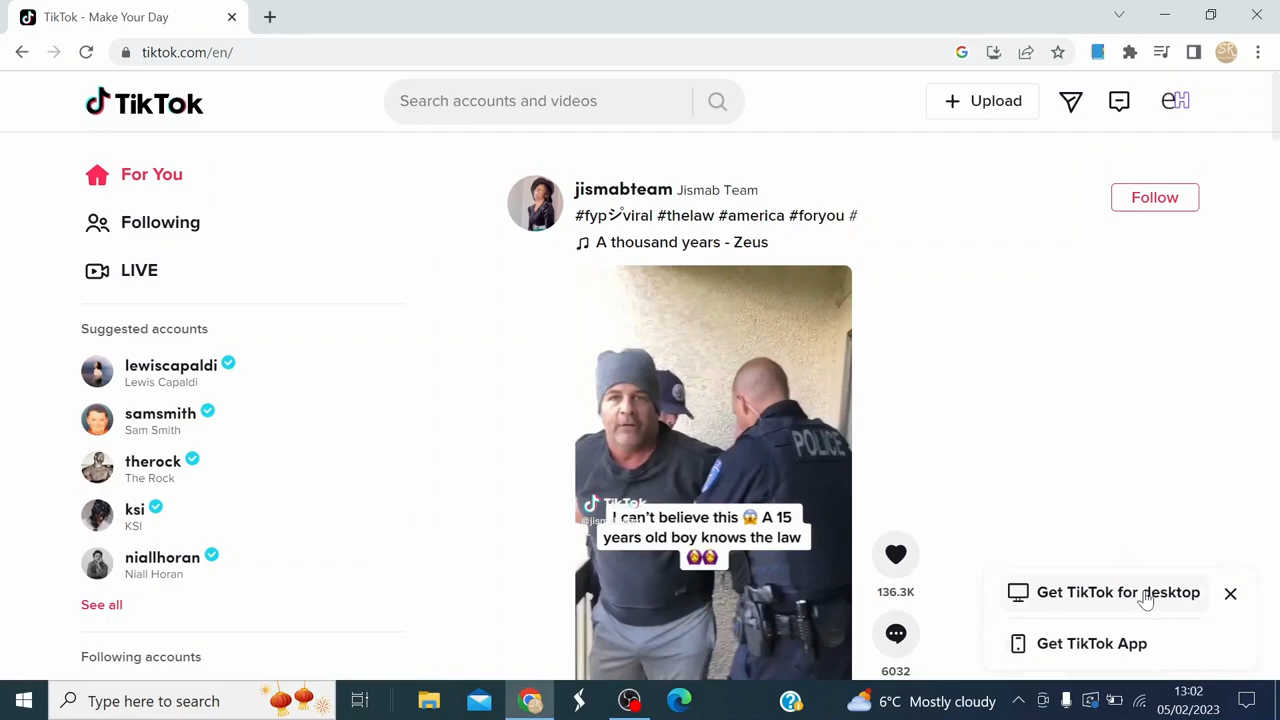 TikTok - Make Your Day
tiktok.com/en/
TikTok
Search accounts and videos
Upload
eH
For You
Following
LIVE
Suggested accounts
lewiscapaldi
Lewis Capaldi
samsmith
Sam Smith
therock
The Rock
ksi
KSI
niallhoran
Niall Horan
See all
Following accounts
jismabteam Jismab Team
#fypシviral #thelaw #america #foryou #
A thousand years - Zeus
Follow
POLICE
TikTok
I can't believe this 😱 A 15
years old boy knows the law
🤷‍♀️🤷‍♀️
136.3K
6032
Get TikTok for desktop
Get TikTok App
Type here to search
6°C Mostly cloudy
13:02
05/02/2023